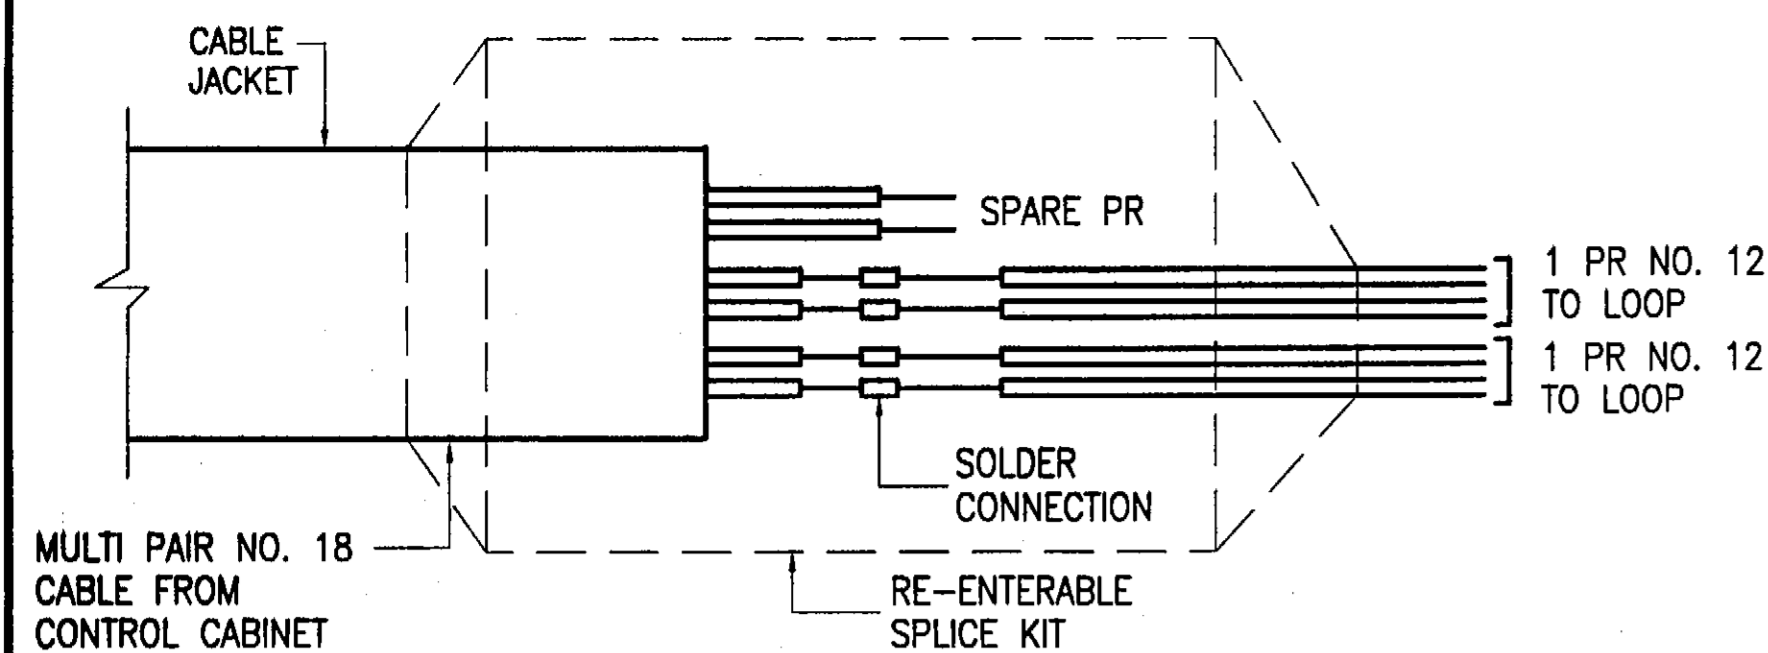 CABLE
JACKET
SPARE PR
1 PR NO. 12
TO LOOP
1 PR NO. 12
TO LOOP
SOLDER
CONNECTION
MULTI PAIR NO. 18
CABLE FROM
CONTROL CABINET
RE-ENTERABLE
SPLICE KIT